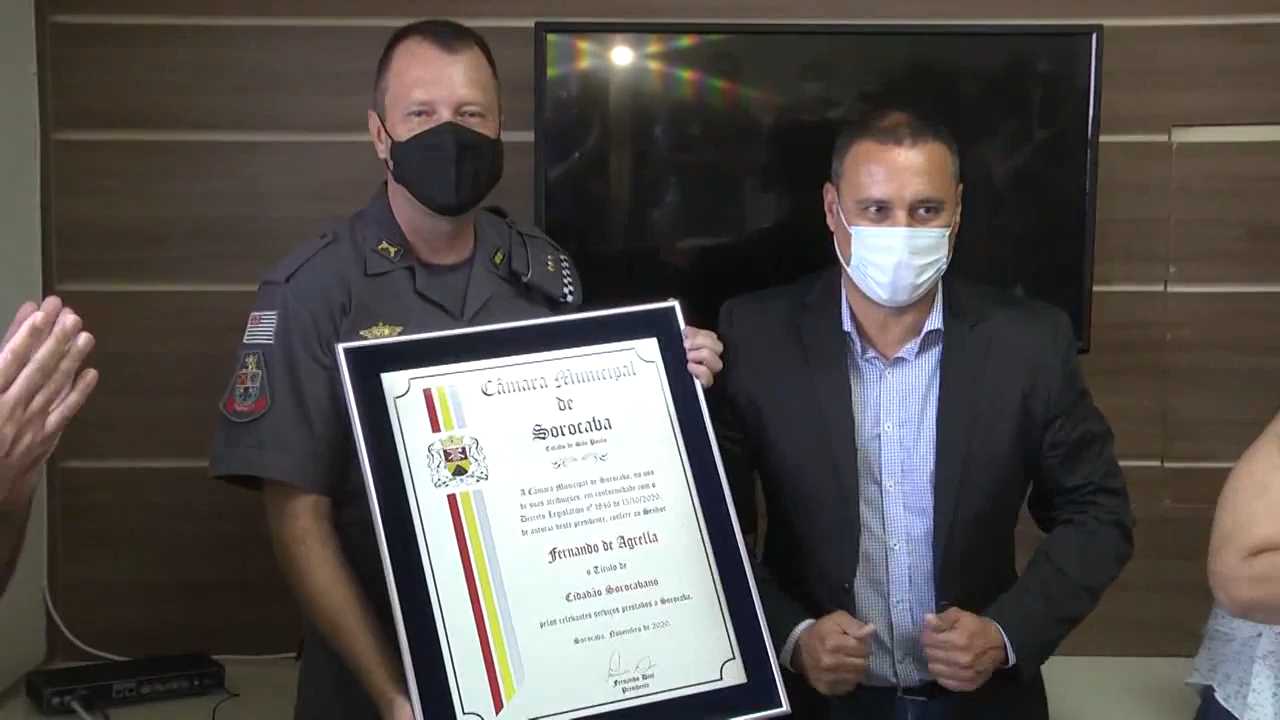 Câmara Municipal
de
Sorocaba
Estado de São Paulo
A Câmara Municipal de Sorocaba, no uso
de suas atribuições, em conformidade com o
Decreto Legislativo nº 1840 de 15/10/2020,
de autoria deste presidente, confere ao Senhor
Fernando de Agrella
o Título de
Cidadão Sorocabano
pelos relevantes serviços prestados a Sorocaba.
Sorocaba, Novembro de 2020.
Fernando Dini
Presidente